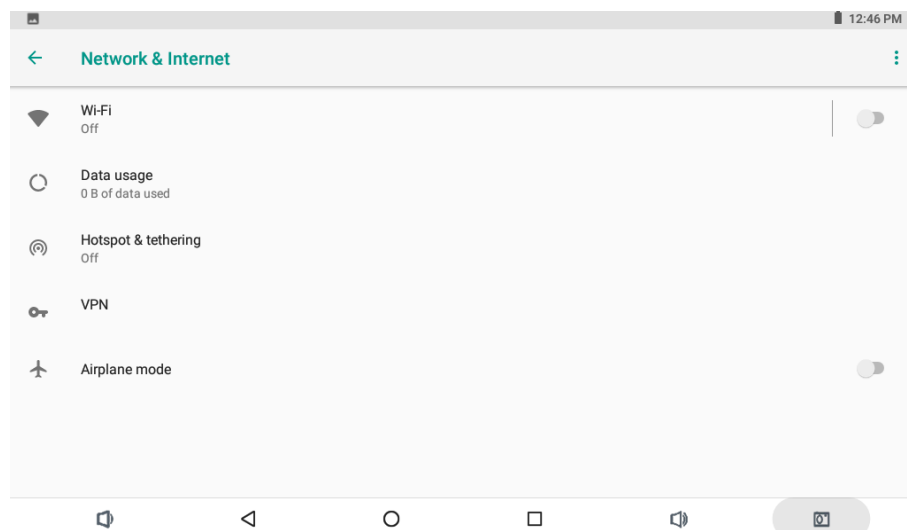 12:46 PM
Network & Internet
Wi-Fi
Off
Data usage
0 B of data used
Hotspot & tethering
Off
VPN
Airplane mode